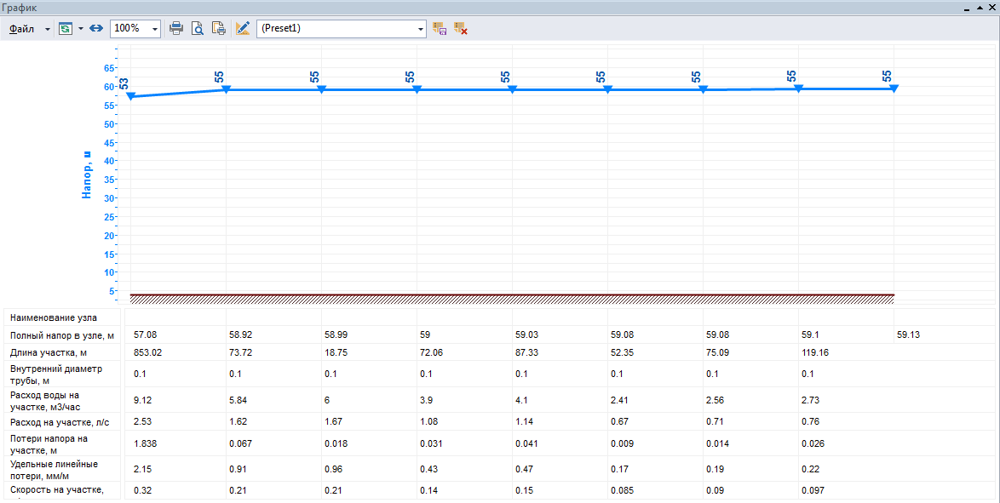 График
Файл 100% (Preset1)
65
60
55
50
45
40
35
30
25
20
15
10
5
Напор, м
53 55 55 55 55 55 55 55 55
Наименование узла
Полный напор в узле, м 57.08 58.92 58.99 59 59.03 59.08 59.08 59.1 59.13
Длина участка, м 853.02 73.72 18.75 72.06 87.33 52.35 75.09 119.16
Внутренний диаметр
трубы, м 0.1 0.1 0.1 0.1 0.1 0.1 0.1 0.1
Расход воды на
участке, м3/час 9.12 5.84 6 3.9 4.1 2.41 2.56 2.73
Расход на участке, л/с 2.53 1.62 1.67 1.08 1.14 0.67 0.71 0.76
Потери напора на
участке, м 1.838 0.067 0.018 0.031 0.041 0.009 0.014 0.026
Удельные линейные
потери, мм/м 2.15 0.91 0.96 0.43 0.47 0.17 0.19 0.22
Скорость на участке, 0.32 0.21 0.21 0.14 0.15 0.085 0.09 0.097